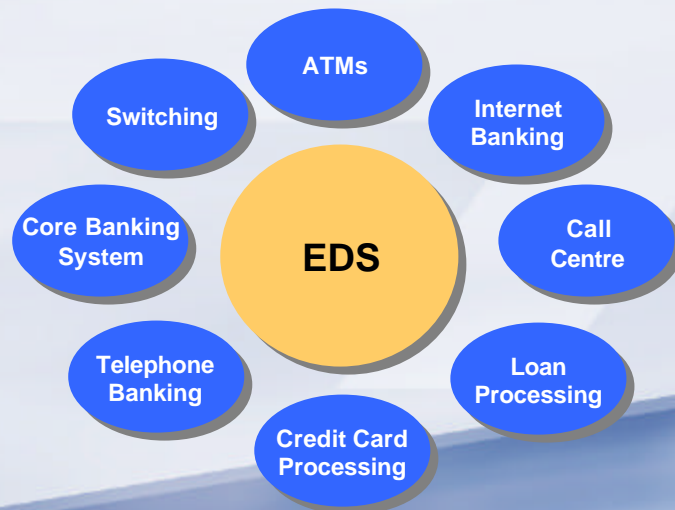 ATMs
Switching
Internet
Banking
Core Banking
System
EDS
Call
Centre
Telephone
Banking
Loan
Processing
Credit Card
Processing